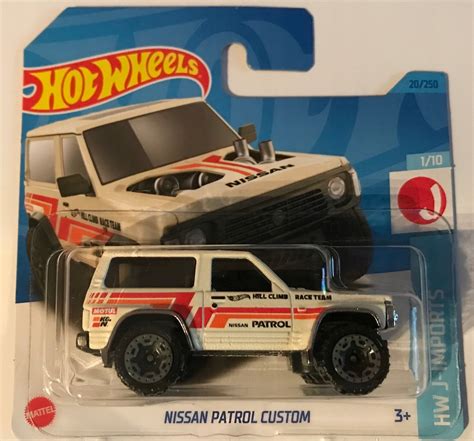 HOT WHEELS
20/250
1/10
NISSAN
HILL CLIMB RACE TEAM
HILL CLIMB RACE TEAM
MOTUL
K&N
NISSAN PATROL
HW J-IMPORTS
MATTEL
NISSAN PATROL CUSTOM
3+